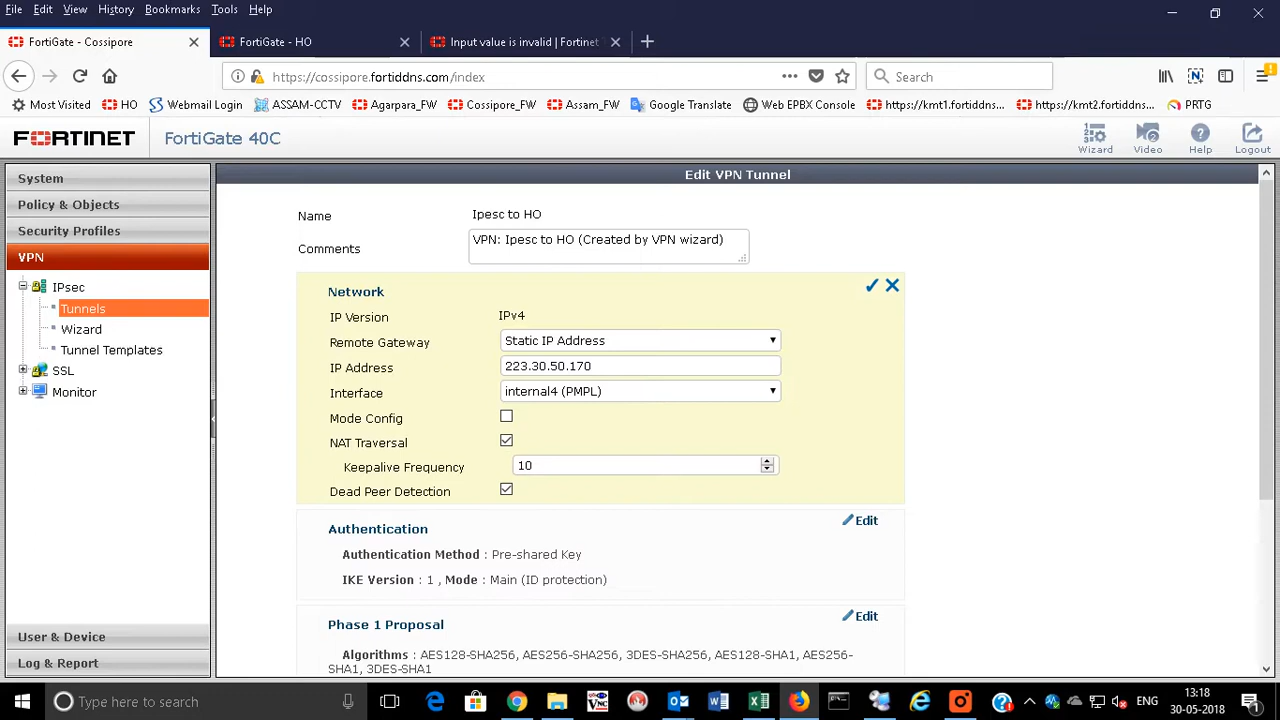 File Edit View History Bookmarks Tools Help
FortiGate - Cossipore FortiGate - HO Input value is invalid | Fortinet
https://cossipore.fortiddns.com/index Search
Most Visited HO Webmail Login ASSAM-CCTV Agarpara_FW Cossipore_FW Assam_FW Google Translate Web EPBX Console https://kmt1.fortiddns... https://kmt2.fortiddns... PRTG
FORTINET FortiGate 40C Wizard Video Help Logout
Edit VPN Tunnel
System
Policy & Objects
Security Profiles
VPN
IPsec
Tunnels
Wizard
Tunnel Templates
SSL
Monitor
User & Device
Log & Report
Name Ipesc to HO
Comments VPN: Ipesc to HO (Created by VPN wizard)
Network
IP Version IPv4
Remote Gateway Static IP Address
IP Address 223.30.50.170
Interface internal4 (PMPL)
Mode Config
NAT Traversal
Keepalive Frequency 10
Dead Peer Detection
Authentication Edit
Authentication Method : Pre-shared Key
IKE Version : 1 , Mode : Main (ID protection)
Phase 1 Proposal Edit
Algorithms : AES128-SHA256, AES256-SHA256, 3DES-SHA256, AES128-SHA1, AES256-
SHA1, 3DES-SHA1
Type here to search ENG 13:18
30-05-2018